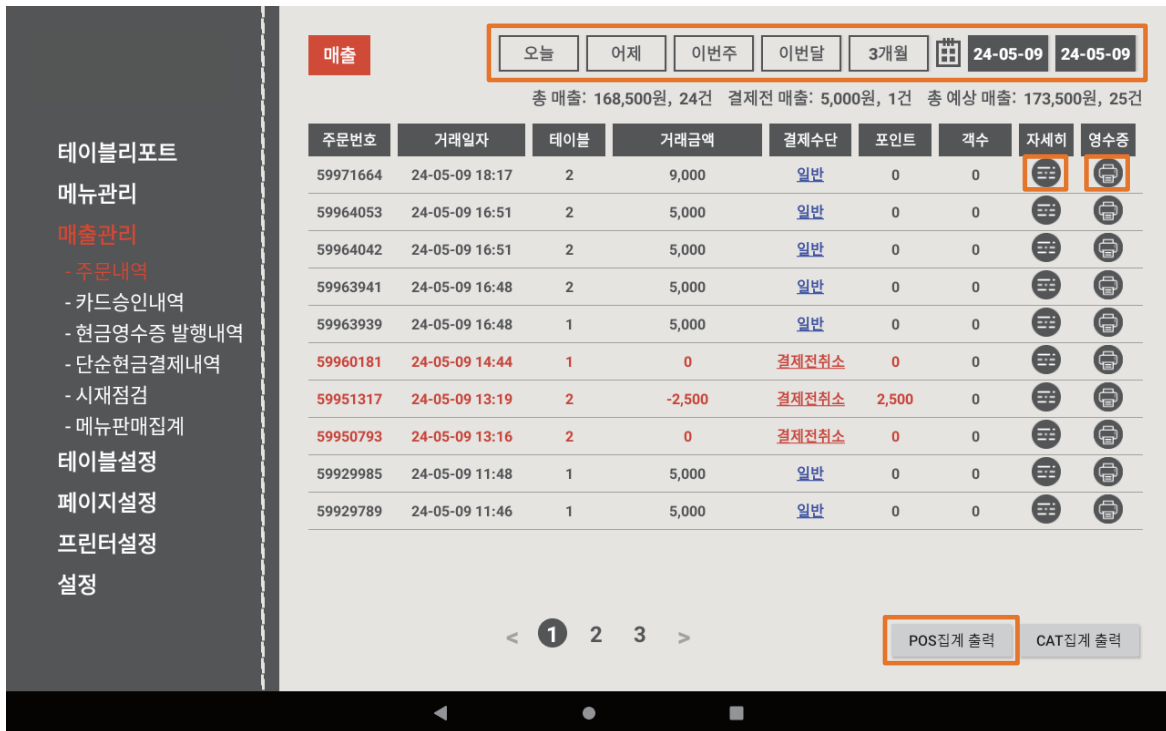 매출
오늘 어제 이번주 이번달 3개월 24-05-09 24-05-09
총 매출: 168,500원, 24건 결제전 매출: 5,000원, 1건 총 예상 매출: 173,500원, 25건
테이블리포트
메뉴관리
매출관리
- 주문내역
- 카드승인내역
- 현금영수증 발행내역
- 단순현금결제내역
- 시재점검
- 메뉴판매집계
테이블설정
페이지설정
프린터설정
설정
주문번호 거래일자 테이블 거래금액 결제수단 포인트 객수 자세히 영수증
59971664 24-05-09 18:17 2 9,000 일반 0 0
59964053 24-05-09 16:51 2 5,000 일반 0 0
59964042 24-05-09 16:51 2 5,000 일반 0 0
59963941 24-05-09 16:48 2 5,000 일반 0 0
59963939 24-05-09 16:48 1 5,000 일반 0 0
59960181 24-05-09 14:44 1 0 결제전취소 0 0
59951317 24-05-09 13:19 2 -2,500 결제전취소 2,500 0
59950793 24-05-09 13:16 2 0 결제전취소 0 0
59929985 24-05-09 11:48 1 5,000 일반 0 0
59929789 24-05-09 11:46 1 5,000 일반 0 0
< 1 2 3 >
POS집계 출력 CAT집계 출력